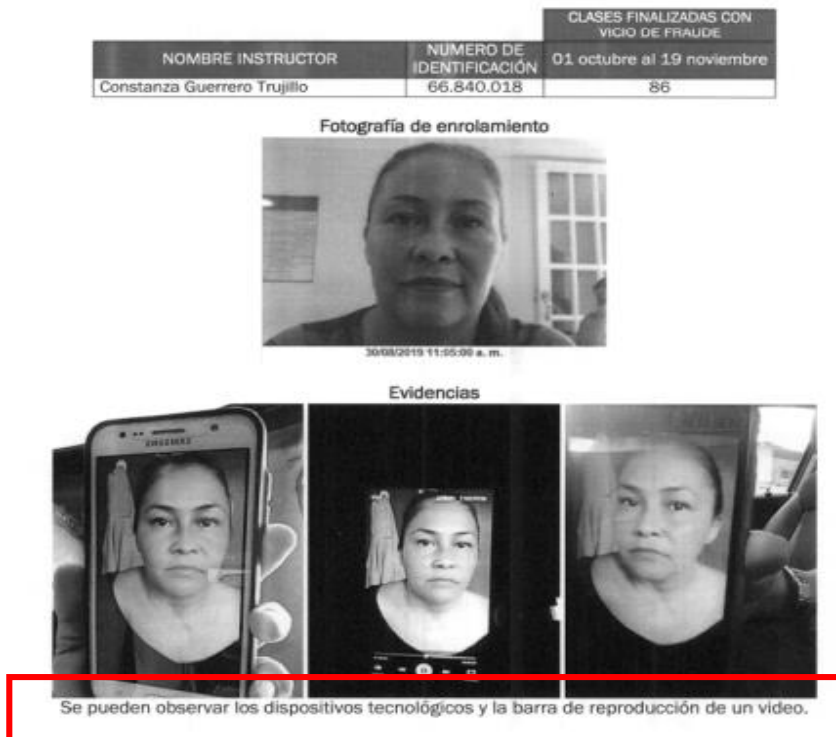 CLASES FINALIZADAS CON
VICIO DE FRAUDE
NOMBRE INSTRUCTOR
NUMERO DE
IDENTIFICACIÓN
01 octubre al 19 noviembre
Constanza Guerrero Trujillo
66.840.018
86
Fotografía de enrolamiento
30/08/2019 11:05:00 a. m.
Evidencias
SAMSUNG
Se pueden observar los dispositivos tecnológicos y la barra de reproducción de un video.